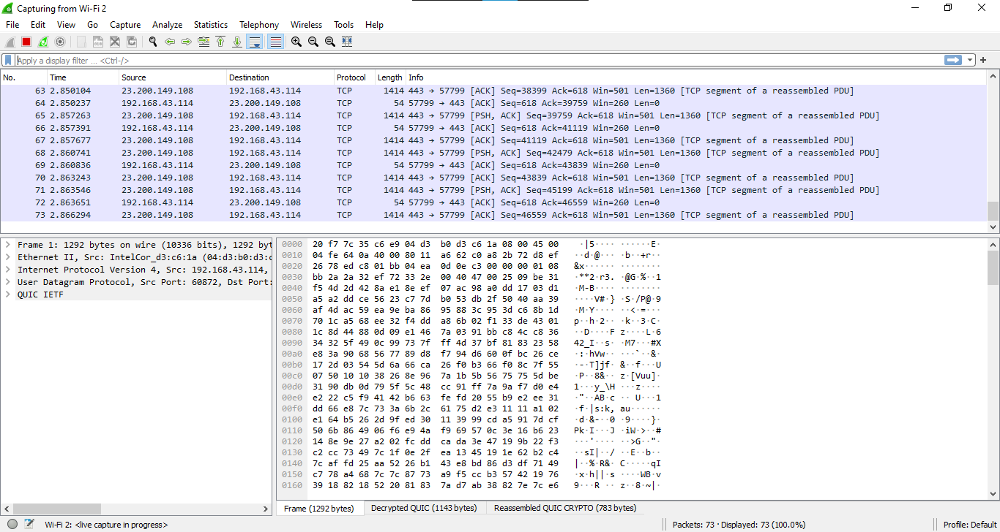 Capturing from Wi-Fi 2
File Edit View Go Capture Analyze Statistics Telephony Wireless Tools Help
Apply a display filter ... <Ctrl-/>
No. Time Source Destination Protocol Length Info
63 2.850104 23.200.149.108 192.168.43.114 TCP 1414 443 → 57799 [ACK] Seq=38399 Ack=618 Win=501 Len=1360 [TCP segment of a reassembled PDU]
64 2.850237 192.168.43.114 23.200.149.108 TCP 54 57799 → 443 [ACK] Seq=618 Ack=39759 Win=260 Len=0
65 2.857263 23.200.149.108 192.168.43.114 TCP 1414 443 → 57799 [PSH, ACK] Seq=39759 Ack=618 Win=501 Len=1360 [TCP segment of a reassembled PDU]
66 2.857391 192.168.43.114 23.200.149.108 TCP 54 57799 → 443 [ACK] Seq=618 Ack=41119 Win=260 Len=0
67 2.857677 23.200.149.108 192.168.43.114 TCP 1414 443 → 57799 [ACK] Seq=41119 Ack=618 Win=501 Len=1360 [TCP segment of a reassembled PDU]
68 2.860741 23.200.149.108 192.168.43.114 TCP 1414 443 → 57799 [PSH, ACK] Seq=42479 Ack=618 Win=501 Len=1360 [TCP segment of a reassembled PDU]
69 2.860836 192.168.43.114 23.200.149.108 TCP 54 57799 → 443 [ACK] Seq=618 Ack=43839 Win=260 Len=0
70 2.863243 23.200.149.108 192.168.43.114 TCP 1414 443 → 57799 [ACK] Seq=43839 Ack=618 Win=501 Len=1360 [TCP segment of a reassembled PDU]
71 2.863546 23.200.149.108 192.168.43.114 TCP 1414 443 → 57799 [PSH, ACK] Seq=45199 Ack=618 Win=501 Len=1360 [TCP segment of a reassembled PDU]
72 2.863651 192.168.43.114 23.200.149.108 TCP 54 57799 → 443 [ACK] Seq=618 Ack=46559 Win=260 Len=0
73 2.866294 23.200.149.108 192.168.43.114 TCP 1414 443 → 57799 [ACK] Seq=46559 Ack=618 Win=501 Len=1360 [TCP segment of a reassembled PDU]
Frame 1: 1292 bytes on wire (10336 bits), 1292 byt
Ethernet II, Src: IntelCor_d3:c6:1a (04:d3:b0:d3:c
Internet Protocol Version 4, Src: 192.168.43.114,
User Datagram Protocol, Src Port: 60872, Dst Port:
QUIC IETF
0000 20 f7 7c 35 c6 e9 04 d3 b0 d3 c6 1a 08 00 45 00 ·|5···· ······E·
0010 04 fe 64 0a 40 00 80 11 a6 62 c0 a8 2b 72 d8 ef ··d·@··· ·b··+r··
0020 26 78 ed c8 01 bb 04 ea 0d 0e c3 00 00 00 01 08 &x······ ········
0030 bb 2a 2a 32 ef 72 33 2e 00 40 47 00 25 09 be 31 ·**2·r3. ·@G·%··1
0040 f5 4d 2d 42 8a e1 8e ef 07 ac 98 a0 dd 17 03 d1 ·M-B···· ········
0050 a5 a2 dd ce 56 23 c7 7d b0 53 db 2f 50 40 aa 39 ····V#·} ·S·/P@·9
0060 af 4d ac 59 ea 9e ba 86 95 88 3c 95 3d c6 8b 1d ·M·Y···· ··<·=···
0070 70 1c a5 68 ee 32 f4 dd a8 6b 02 f1 33 de 43 01 p··h·2·· ·k··3·C·
0080 1c 8d 44 88 0d 09 e1 46 7a 03 91 bb c8 4c c8 36 ··D····F z····L·6
0090 34 32 5f 49 0c 99 73 7f ff 4d 37 bf 81 83 23 58 42_I··s· ·M7···#X
00a0 e8 3a 90 68 56 77 89 d8 f7 94 d6 60 0f bc 26 ce ·:·hVw·· ···`··&·
00b0 17 2d 03 54 5d 6a 66 ca 26 f0 b3 66 f0 8c 7f 55 ·-·T]jf· &··f···U
00c0 07 50 10 10 38 26 8e 96 7a 1b 5b 56 75 75 5d be ·P··8&·· z·[Vuu]·
00d0 31 90 db 0d 79 5f 5c 48 cc 91 ff 7a 9a f7 d0 e4 1···y_\H ···z····
00e0 e2 22 c5 f9 41 42 b6 63 fe fd 20 55 b9 e2 ee 31 ·"··AB·c ·· U···1
00f0 dd 66 e8 7c 73 3a 6b 2c 61 75 d2 e3 11 11 a1 02 ·f·|s:k, au······
0100 e1 64 b5 26 2d 9f ed 30 11 39 99 cd a5 91 7d cf ·d·&-··0 ·9····}·
0110 50 6b 86 49 06 f6 e9 4a f9 69 57 0c 3e 16 b6 23 Pk·I···J ·iW·>··#
0120 14 8e 9e 27 a2 02 fc dd ca da 3e 47 19 9b 22 f3 ···'···· ··>G··"·
0130 c2 cc 73 49 7c 1f 0e 2f ea 13 45 19 1e 62 b2 c4 ··sI|··/ ··E··b··
0140 7c af fd 25 aa 52 26 b1 43 e8 bd 86 d3 df 71 49 |··%·R&· C·····qI
0150 c7 78 a4 68 7c 7c 87 73 a9 f5 cc b3 57 42 19 76 ·x·h||·s ····WB·v
0160 39 18 82 18 52 20 81 83 7a d7 ab 38 82 7e 7c e6 9···R ·· z··8·~|·
Frame (1292 bytes) Decrypted QUIC (1143 bytes) Reassembled QUIC CRYPTO (783 bytes)
Wi-Fi 2: <live capture in progress> Packets: 73 · Displayed: 73 (100.0%) Profile: Default